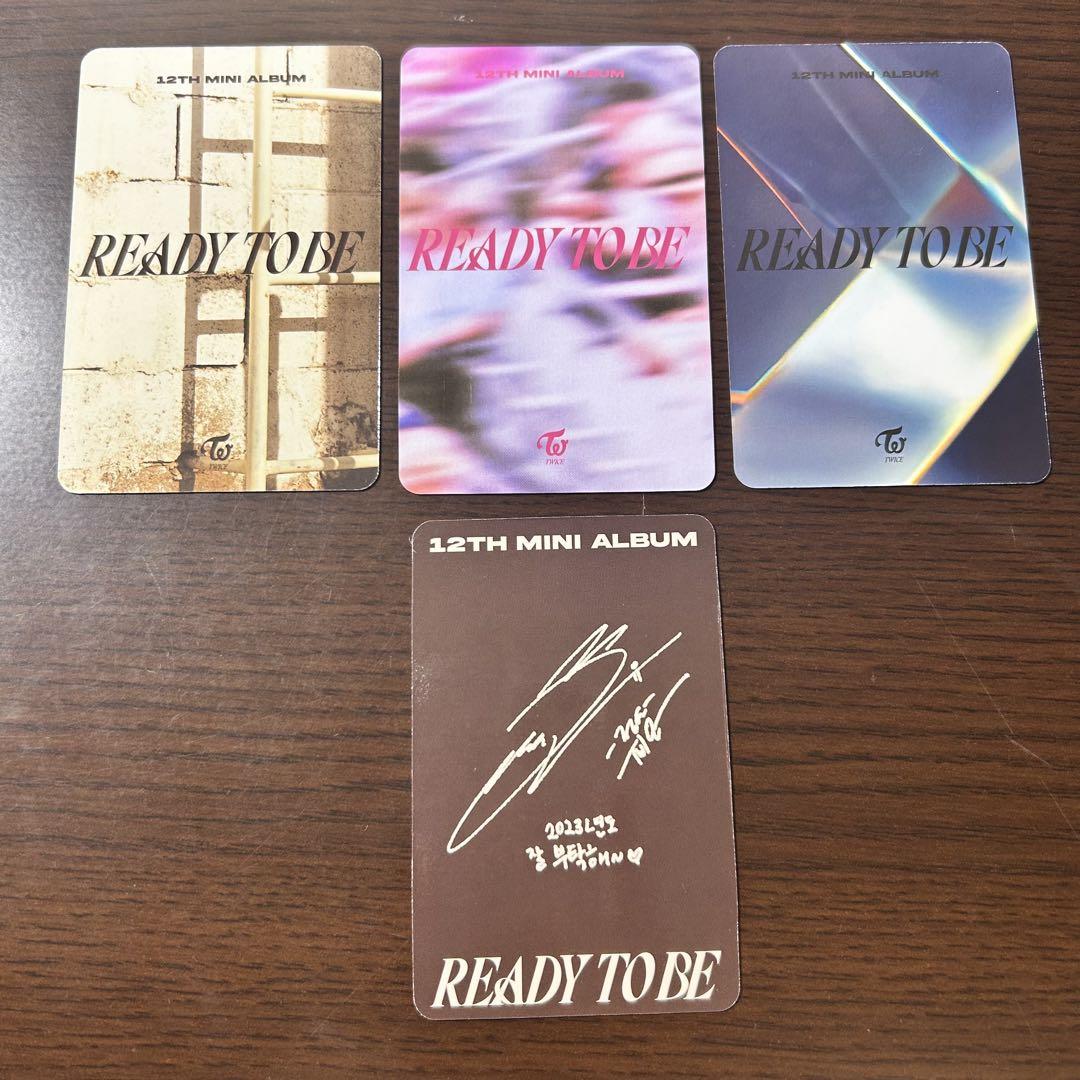 12TH MINI ALBUM
READY TO BE
TWICE
12TH MINI ALBUM
READY TO BE
TWICE
12TH MINI ALBUM
READY TO BE
TWICE
12TH MINI ALBUM
2023년도
잘 부탁해~♡
READY TO BE